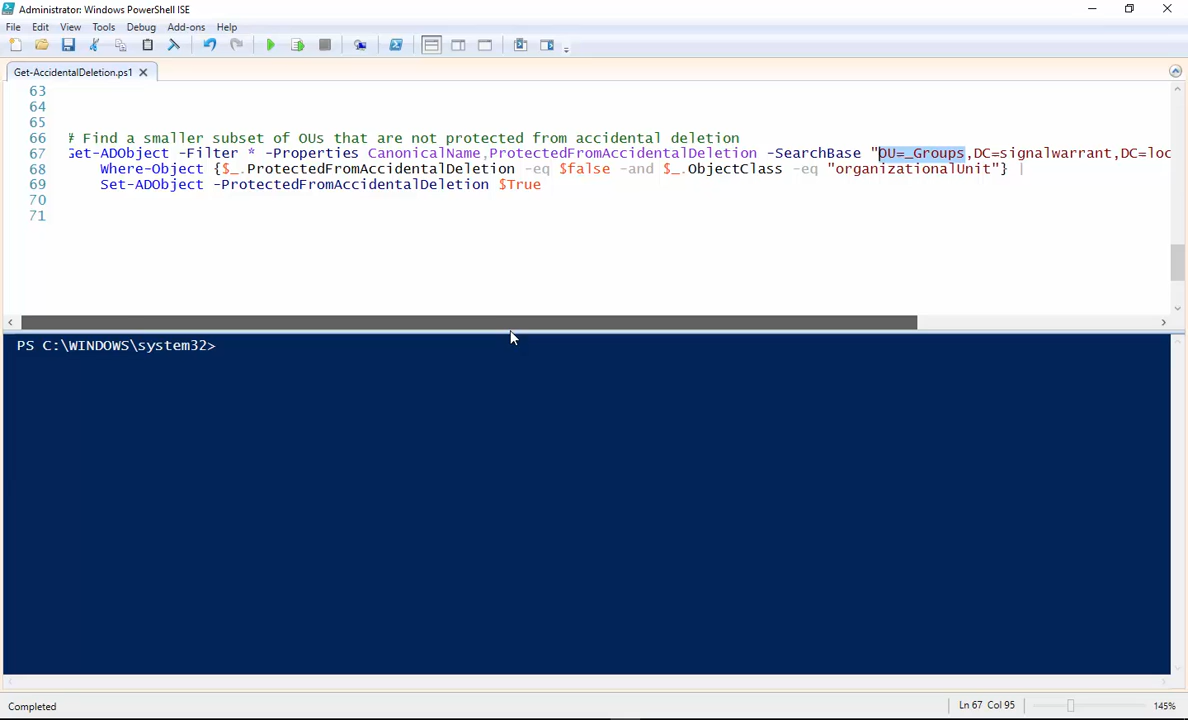 Administrator: Windows PowerShell ISE
File Edit View Tools Debug Add-ons Help
Get-AccidentalDeletion.ps1
63
64
65
66 # Find a smaller subset of OUs that are not protected from accidental deletion
67 Get-ADObject -Filter * -Properties CanonicalName,ProtectedFromAccidentalDeletion -SearchBase "OU=_Groups,DC=signalwarrant,DC=loc
68 Where-Object {$_.ProtectedFromAccidentalDeletion -eq $false -and $_.ObjectClass -eq "organizationalUnit"} |
69 Set-ADObject -ProtectedFromAccidentalDeletion $True
70
71
PS C:\WINDOWS\system32>
Completed Ln 67 Col 95 145%